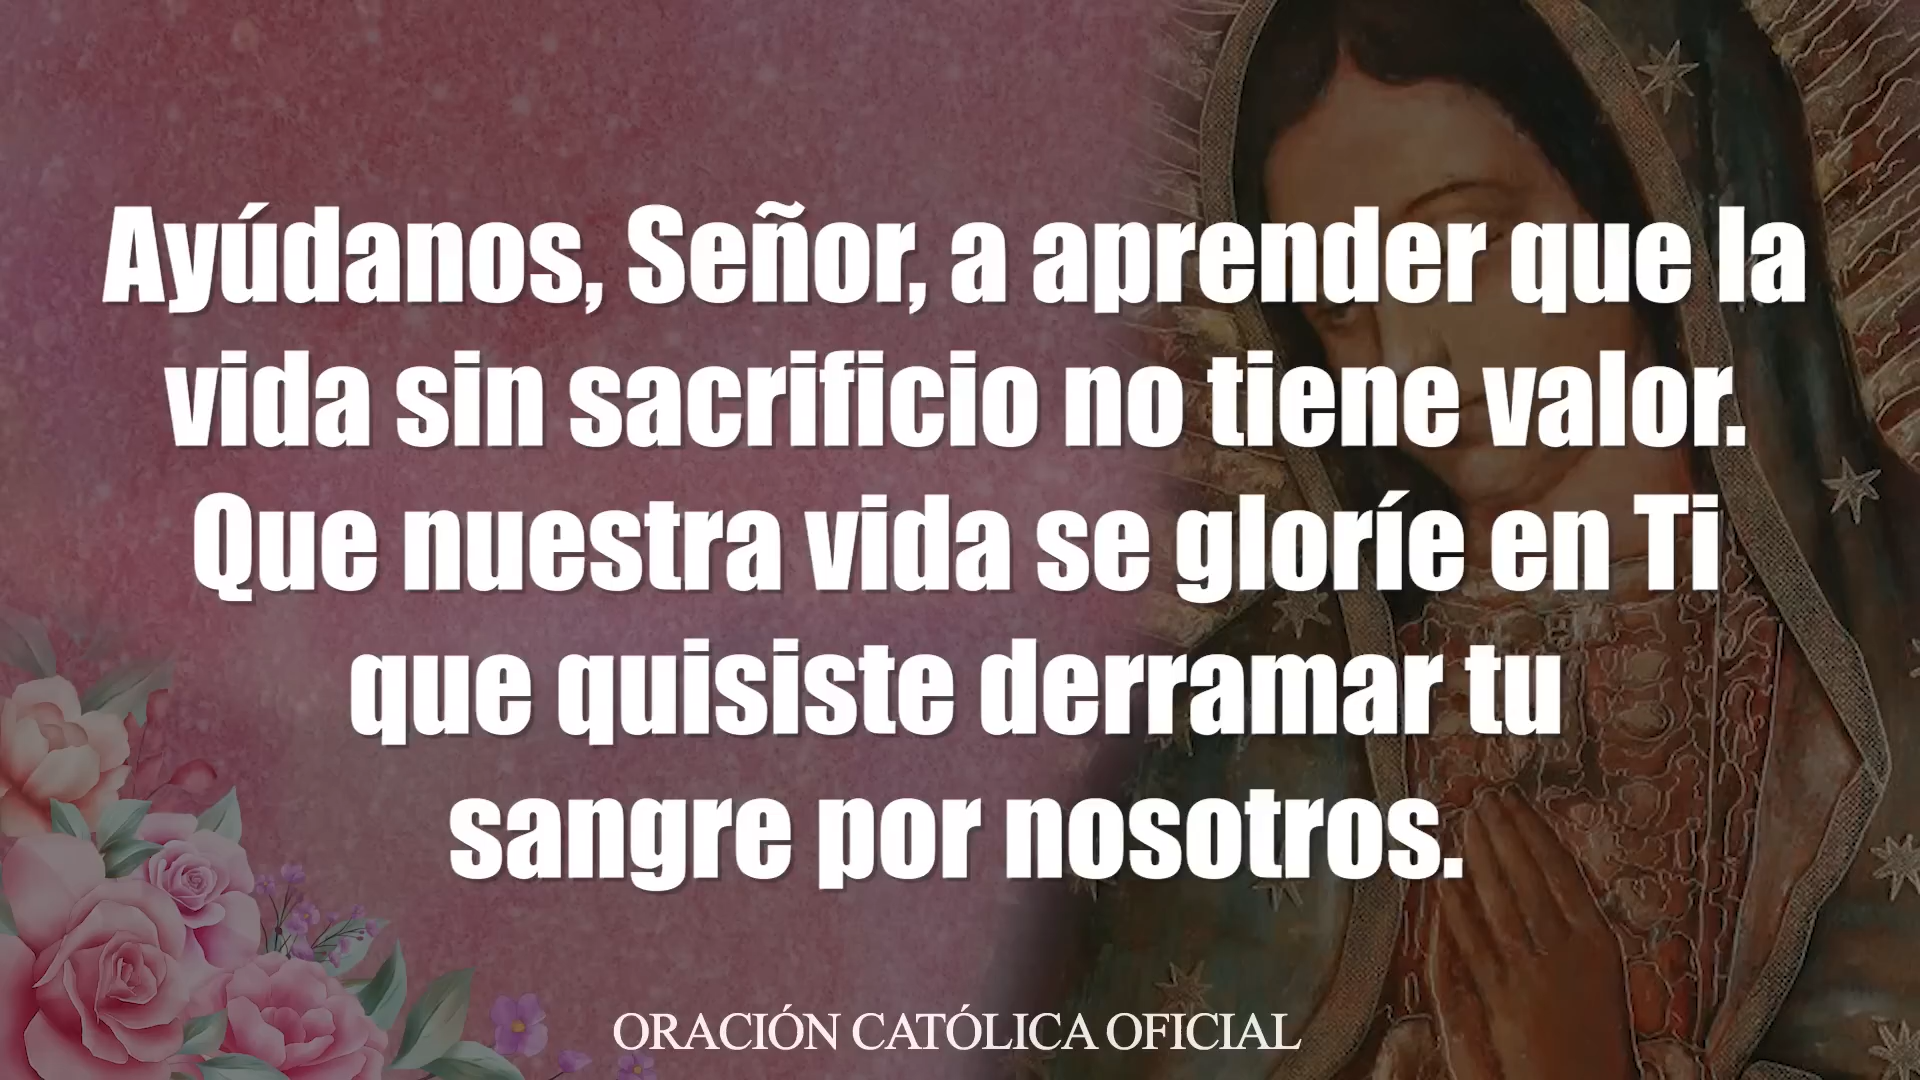 Ayúdanos, Señor, a aprender que la
vida sin sacrificio no tiene valor.
Que nuestra vida se gloríe en Ti
que quisiste derramar tu
sangre por nosotros.
ORACIÓN CATÓLICA OFICIAL